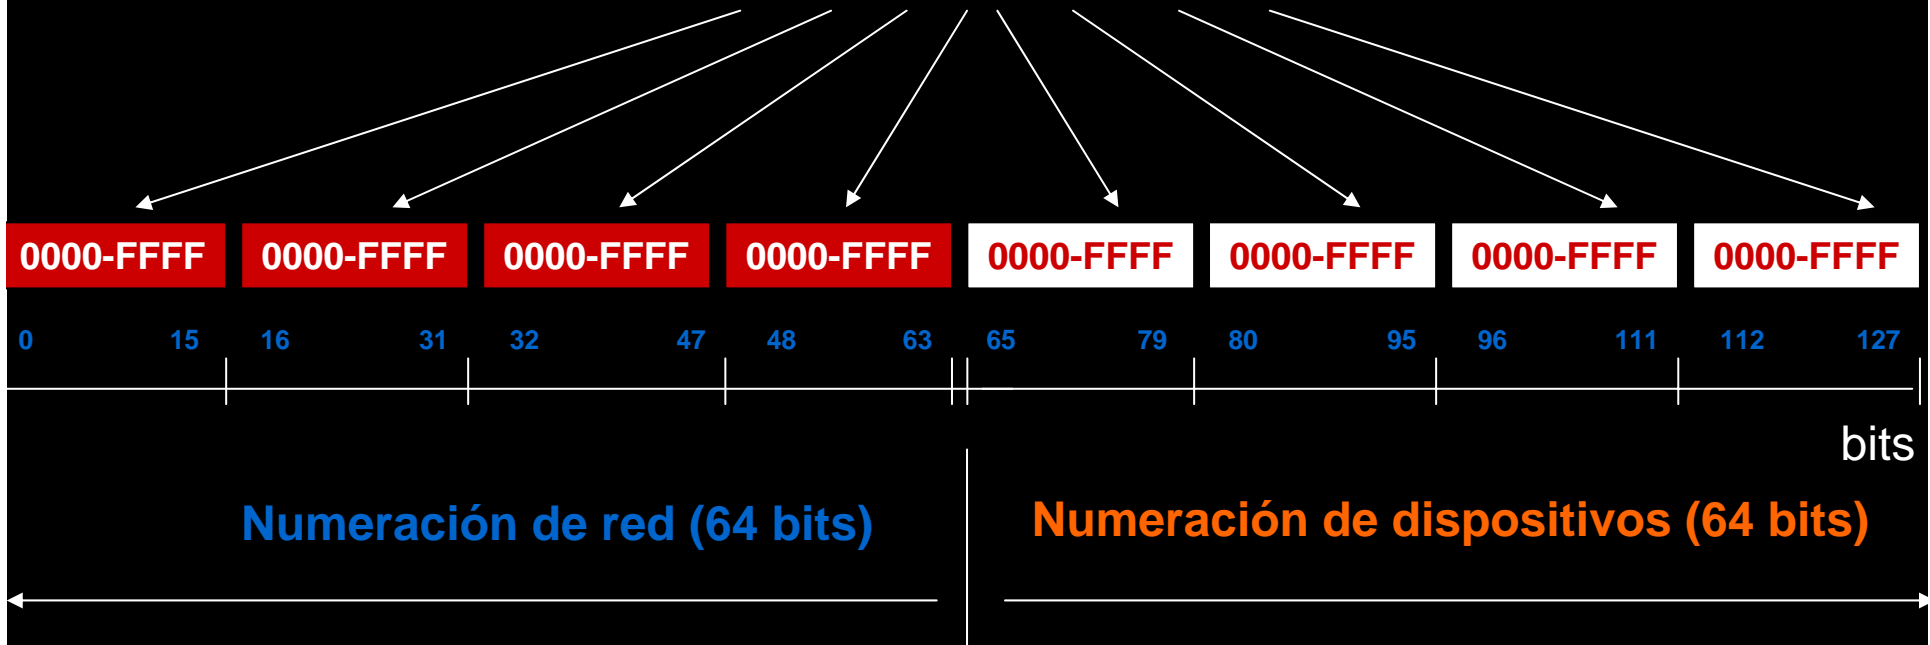 0000-FFFF 0000-FFFF 0000-FFFF 0000-FFFF 0000-FFFF 0000-FFFF 0000-FFFF 0000-FFFF
0 15 16 31 32 47 48 63 65 79 80 95 96 111 112 127
bits
Numeración de red (64 bits) Numeración de dispositivos (64 bits)